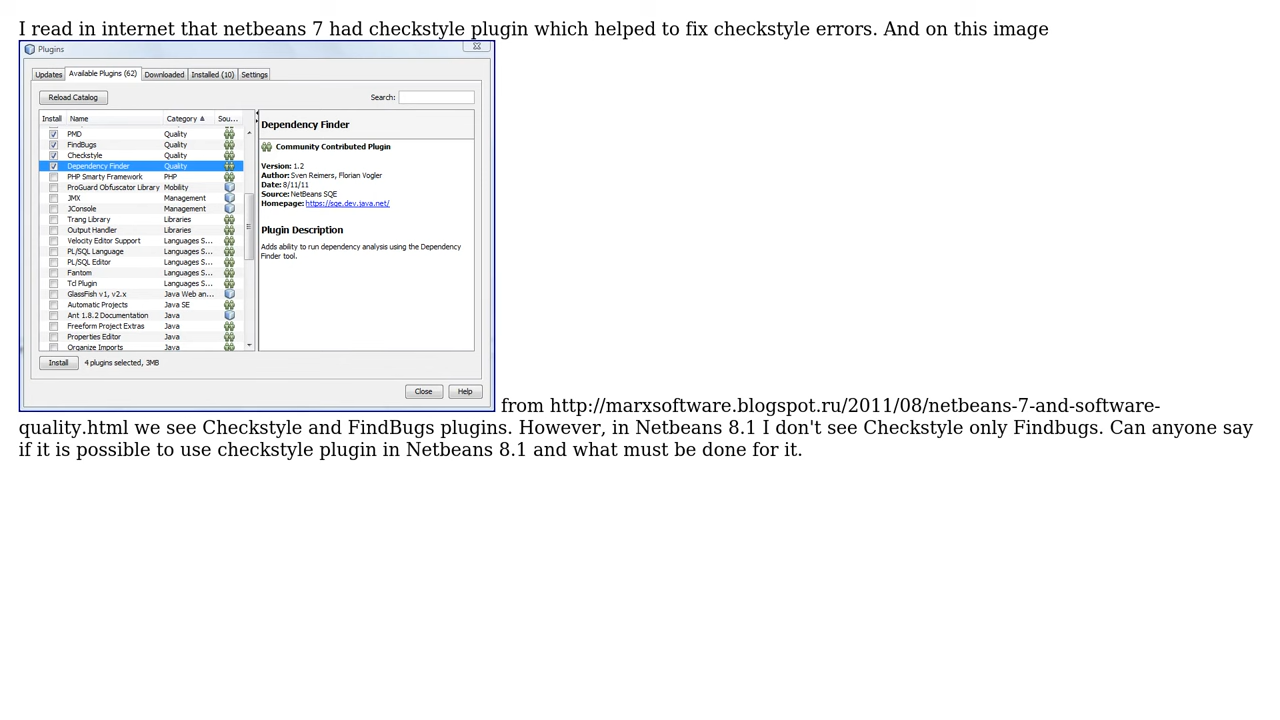 I read in internet that netbeans 7 had checkstyle plugin which helped to fix checkstyle errors. And on this image
Plugins
Updates Available Plugins (62) Downloaded Installed (10) Settings
Reload Catalog Search:
Install Name Category Sou...
PMD Quality
FindBugs Quality
Checkstyle Quality
Dependency Finder Quality
PHP Smarty Framework PHP
ProGuard Obfuscator Library Mobility
JMX Management
JConsole Management
Trang Library Libraries
Output Handler Libraries
Velocity Editor Support Languages S...
PL/SQL Language Languages S...
PL/SQL Editor Languages S...
Fantom Languages S...
Tcl Plugin Languages S...
GlassFish v1, v2.x Java Web an...
Automatic Projects Java SE
Ant 1.8.2 Documentation Java
Freeform Project Extras Java
Properties Editor Java
Organize Imports Java
Dependency Finder
Community Contributed Plugin
Version: 1.2
Author: Sven Reimers, Florian Vogler
Date: 8/11/11
Source: NetBeans SQE
Homepage: https://sqe.dev.java.net/
Plugin Description
Adds ability to run dependency analysis using the Dependency
Finder tool.
Install 4 plugins selected, 3MB
Close Help
from http://marxsoftware.blogspot.ru/2011/08/netbeans-7-and-software-
quality.html we see Checkstyle and FindBugs plugins. However, in Netbeans 8.1 I don't see Checkstyle only Findbugs. Can anyone say
if it is possible to use checkstyle plugin in Netbeans 8.1 and what must be done for it.